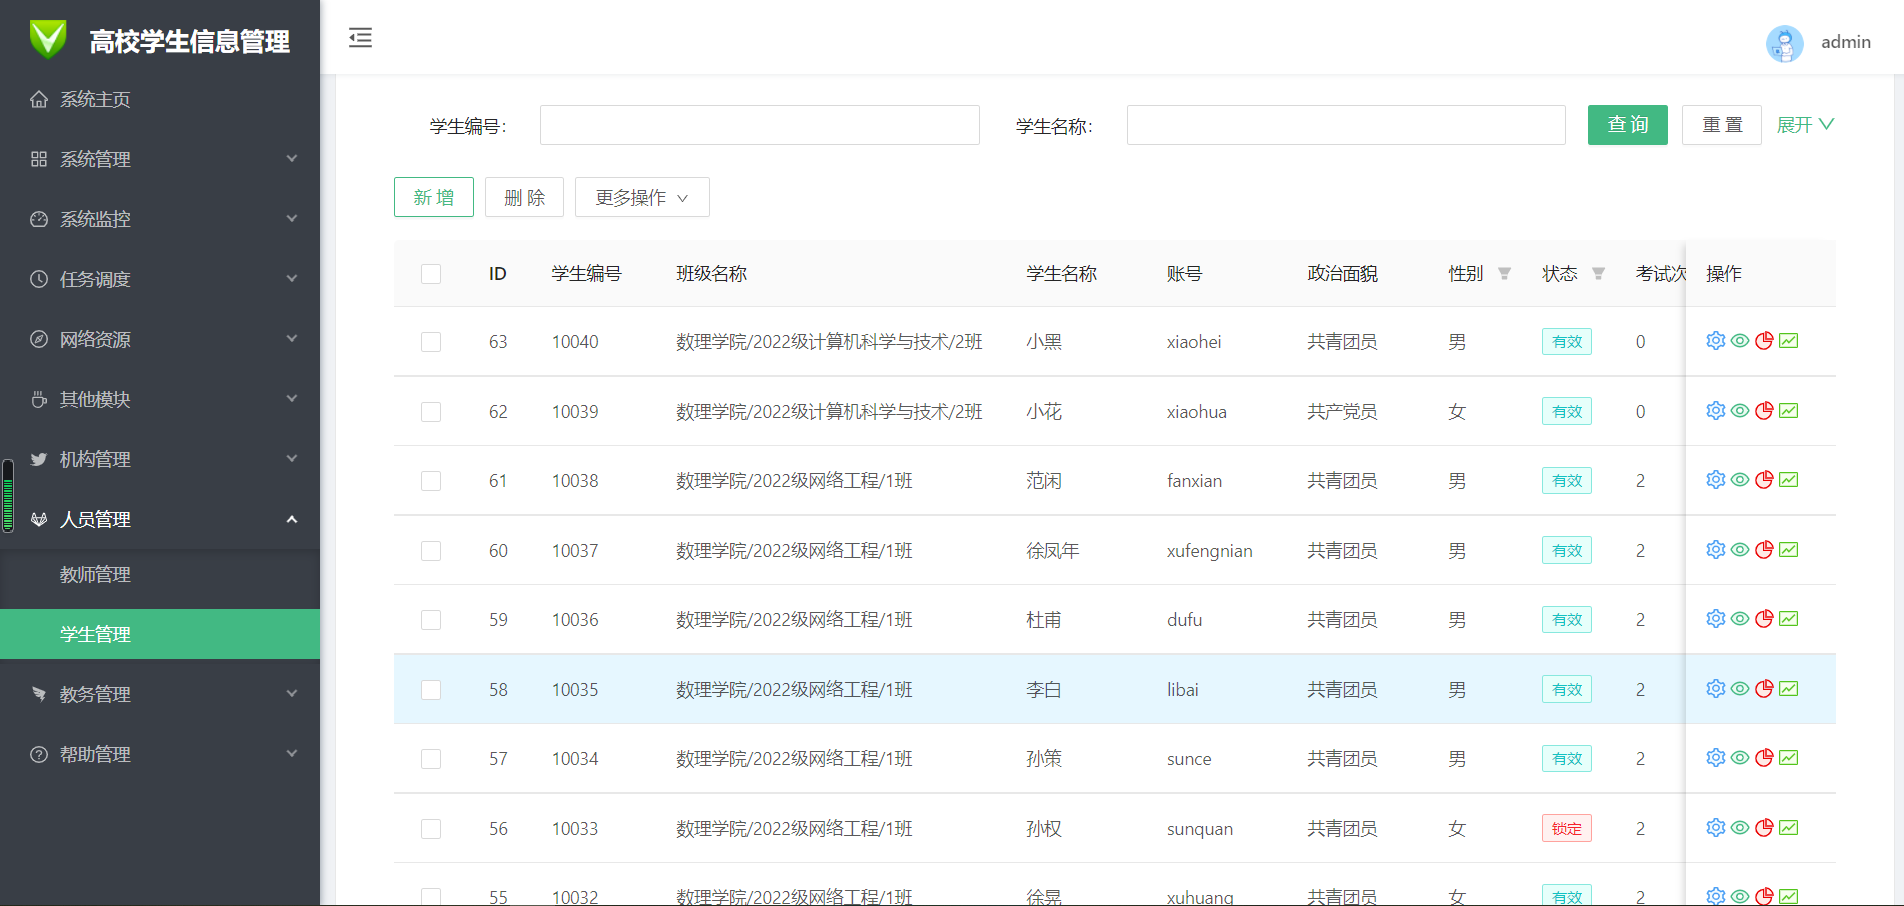 高校学生信息管理
admin
系统主页
系统管理
系统监控
任务调度
网络资源
其他模块
机构管理
人员管理
教师管理
学生管理
教务管理
帮助管理
学生编号: 学生名称: 查 询 重 置 展开
新 增 删 除 更多操作
ID 学生编号 班级名称 学生名称 账号 政治面貌 性别 状态 考试次 操作
63 10040 数理学院/2022级计算机科学与技术/2班 小黑 xiaohei 共青团员 男 有效 0
62 10039 数理学院/2022级计算机科学与技术/2班 小花 xiaohua 共产党员 女 有效 0
61 10038 数理学院/2022级网络工程/1班 范闲 fanxian 共青团员 男 有效 2
60 10037 数理学院/2022级网络工程/1班 徐凤年 xufengnian 共青团员 男 有效 2
59 10036 数理学院/2022级网络工程/1班 杜甫 dufu 共青团员 男 有效 2
58 10035 数理学院/2022级网络工程/1班 李白 libai 共青团员 男 有效 2
57 10034 数理学院/2022级网络工程/1班 孙策 sunce 共青团员 男 有效 2
56 10033 数理学院/2022级网络工程/1班 孙权 sunquan 共青团员 女 锁定 2
55 10032 数理学院/2022级网络工程/1班 徐晃 xuhuang 共青团员 女 有效 2